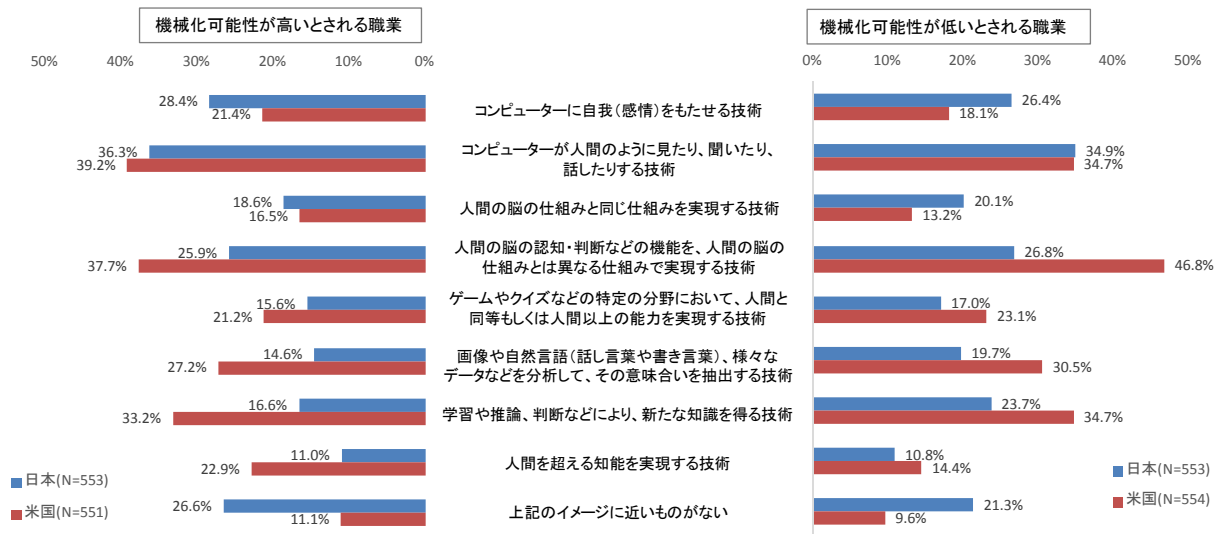 機械化可能性が高いとされる職業
機械化可能性が低いとされる職業
50% 40% 30% 20% 10% 0%
0% 10% 20% 30% 40% 50%
28.4%
21.4%
コンピューターに自我（感情）をもたせる技術
26.4%
18.1%
36.3%
39.2%
コンピューターが人間のように見たり、聞いたり、
話したりする技術
34.9%
34.7%
18.6%
16.5%
人間の脳の仕組みと同じ仕組みを実現する技術
20.1%
13.2%
25.9%
37.7%
人間の脳の認知・判断などの機能を、人間の脳の
仕組みとは異なる仕組みで実現する技術
26.8%
46.8%
15.6%
21.2%
ゲームやクイズなどの特定の分野において、人間と
同等もしくは人間以上の能力を実現する技術
17.0%
23.1%
14.6%
27.2%
画像や自然言語（話し言葉や書き言葉）、様々な
データなどを分析して、その意味合いを抽出する技術
19.7%
30.5%
16.6%
33.2%
学習や推論、判断などにより、新たな知識を得る技術
23.7%
34.7%
11.0%
22.9%
人間を超える知能を実現する技術
10.8%
14.4%
26.6%
11.1%
上記のイメージに近いものがない
21.3%
9.6%
日本(N=553)
米国(N=551)
日本(N=553)
米国(N=554)